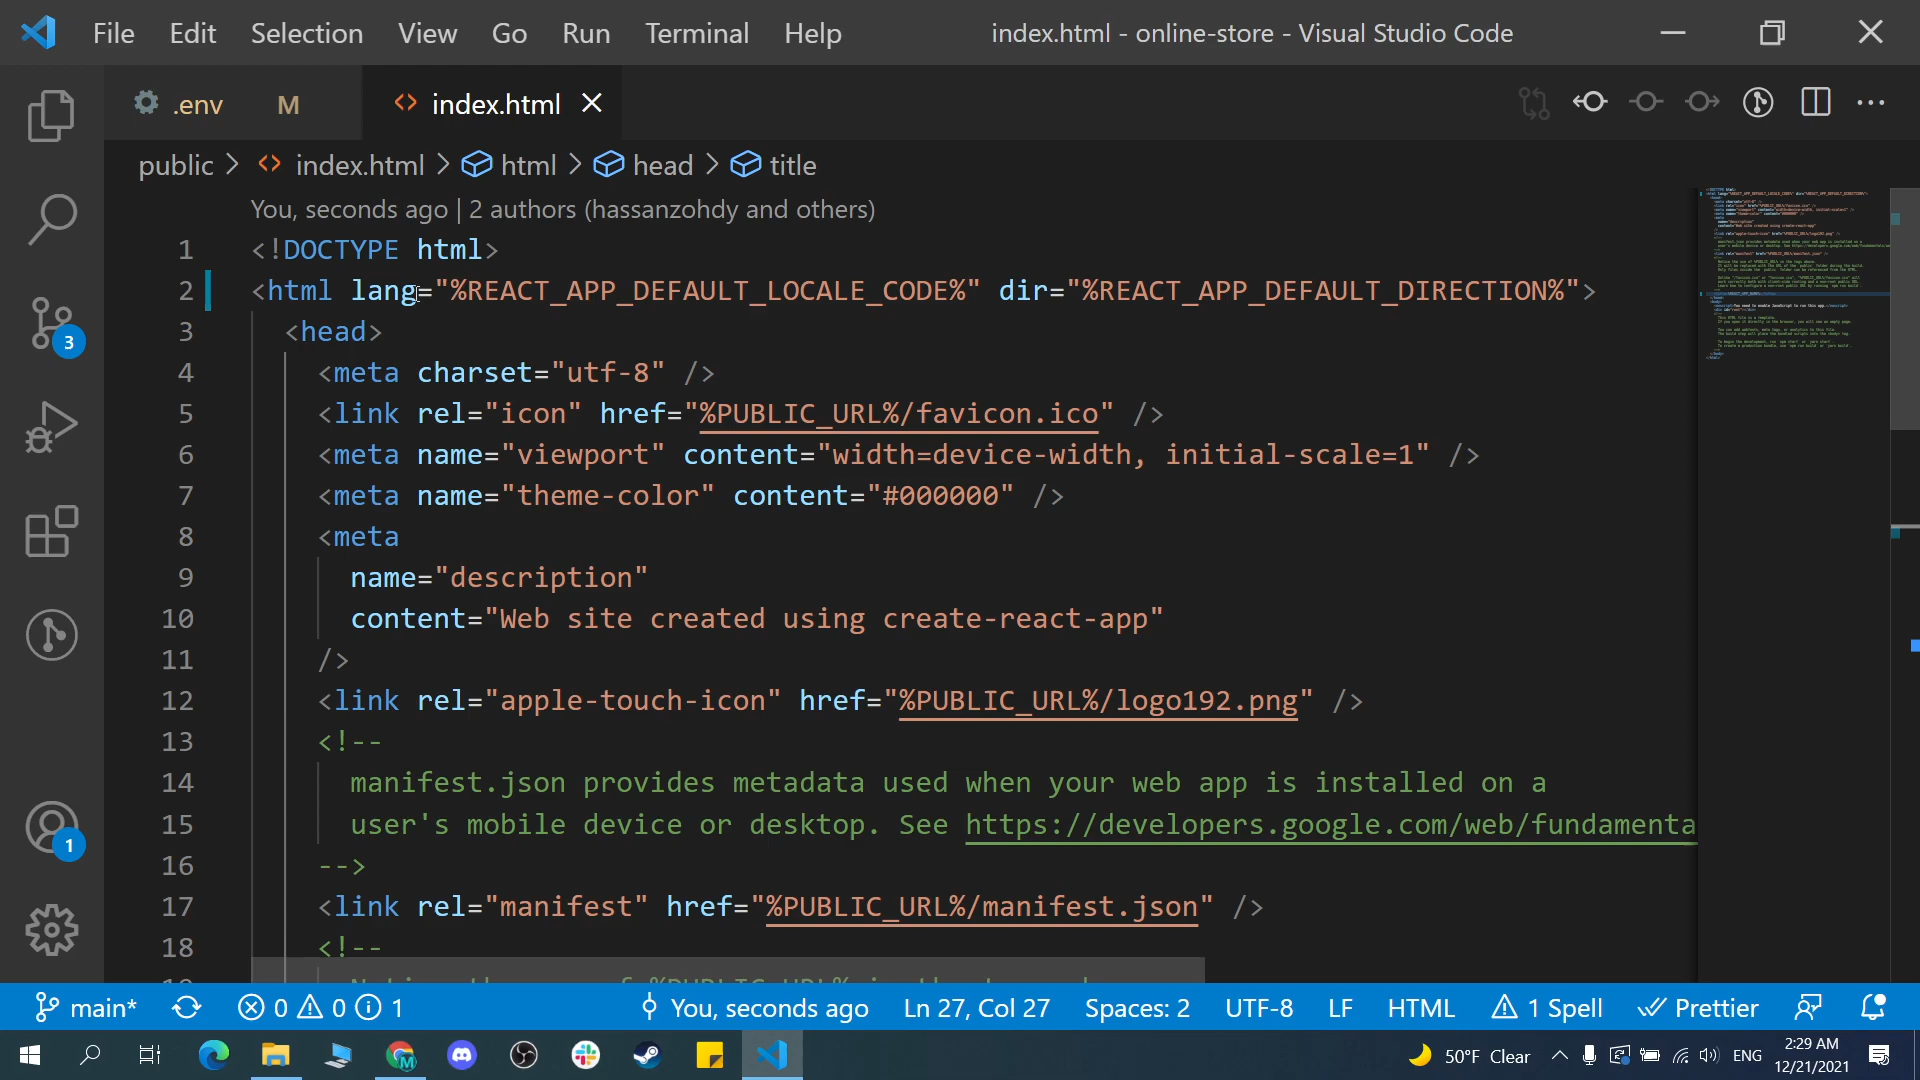 File Edit Selection View Go Run Terminal Help
index.html - online-store - Visual Studio Code
.env M
index.html
public > index.html > html > head > title
You, seconds ago | 2 authors (hassanzohdy and others)
1 <!DOCTYPE html>
2 <html lang="%REACT_APP_DEFAULT_LOCALE_CODE%" dir="%REACT_APP_DEFAULT_DIRECTION%">
3 <head>
4 <meta charset="utf-8" />
5 <link rel="icon" href="%PUBLIC_URL%/favicon.ico" />
6 <meta name="viewport" content="width=device-width, initial-scale=1" />
7 <meta name="theme-color" content="#000000" />
8 <meta
9 name="description"
10 content="Web site created using create-react-app"
11 />
12 <link rel="apple-touch-icon" href="%PUBLIC_URL%/logo192.png" />
13 <!--
14 manifest.json provides metadata used when your web app is installed on a
15 user's mobile device or desktop. See https://developers.google.com/web/fundamenta
16 -->
17 <link rel="manifest" href="%PUBLIC_URL%/manifest.json" />
18 <!--
3
1
main* 0 0 1 You, seconds ago Ln 27, Col 27 Spaces: 2 UTF-8 LF HTML 1 Spell Prettier
50°F Clear ENG 2:29 AM
12/21/2021